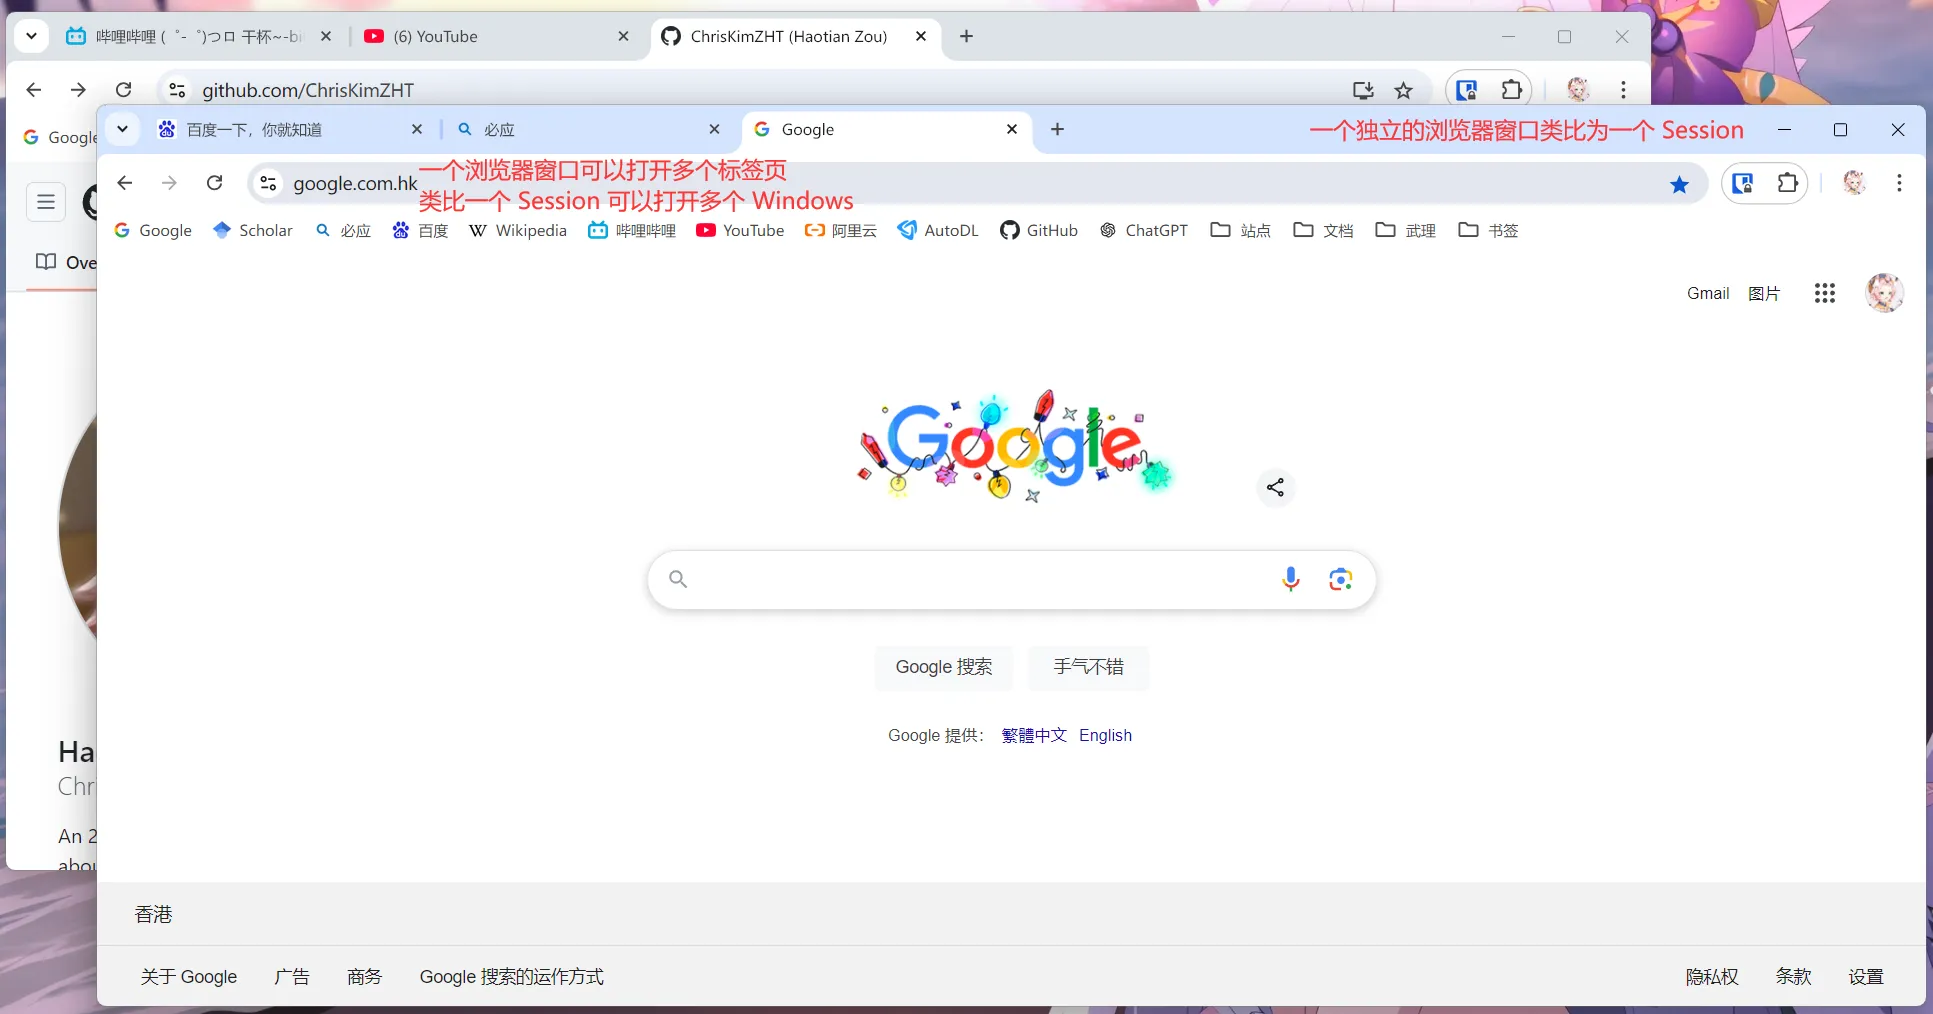 哔哩哔哩 (゜-゜)つロ 干杯~-bi
(6) YouTube
ChrisKimZHT (Haotian Zou)
github.com/ChrisKimZHT
Google
百度一下，你就知道
必应
Google
一个独立的浏览器窗口类比为一个 Session
google.com.hk
一个浏览器窗口可以打开多个标签页
类比一个 Session 可以打开多个 Windows
Google Scholar 必应 百度 Wikipedia 哔哩哔哩 YouTube 阿里云 AutoDL GitHub ChatGPT 站点 文档 武理 书签
Ove
Gmail 图片
Google
Google 搜索 手气不错
Google 提供： 繁體中文 English
Ha
Chr
An 2
abou
香港
关于 Google 广告 商务 Google 搜索的运作方式 隐私权 条款 设置